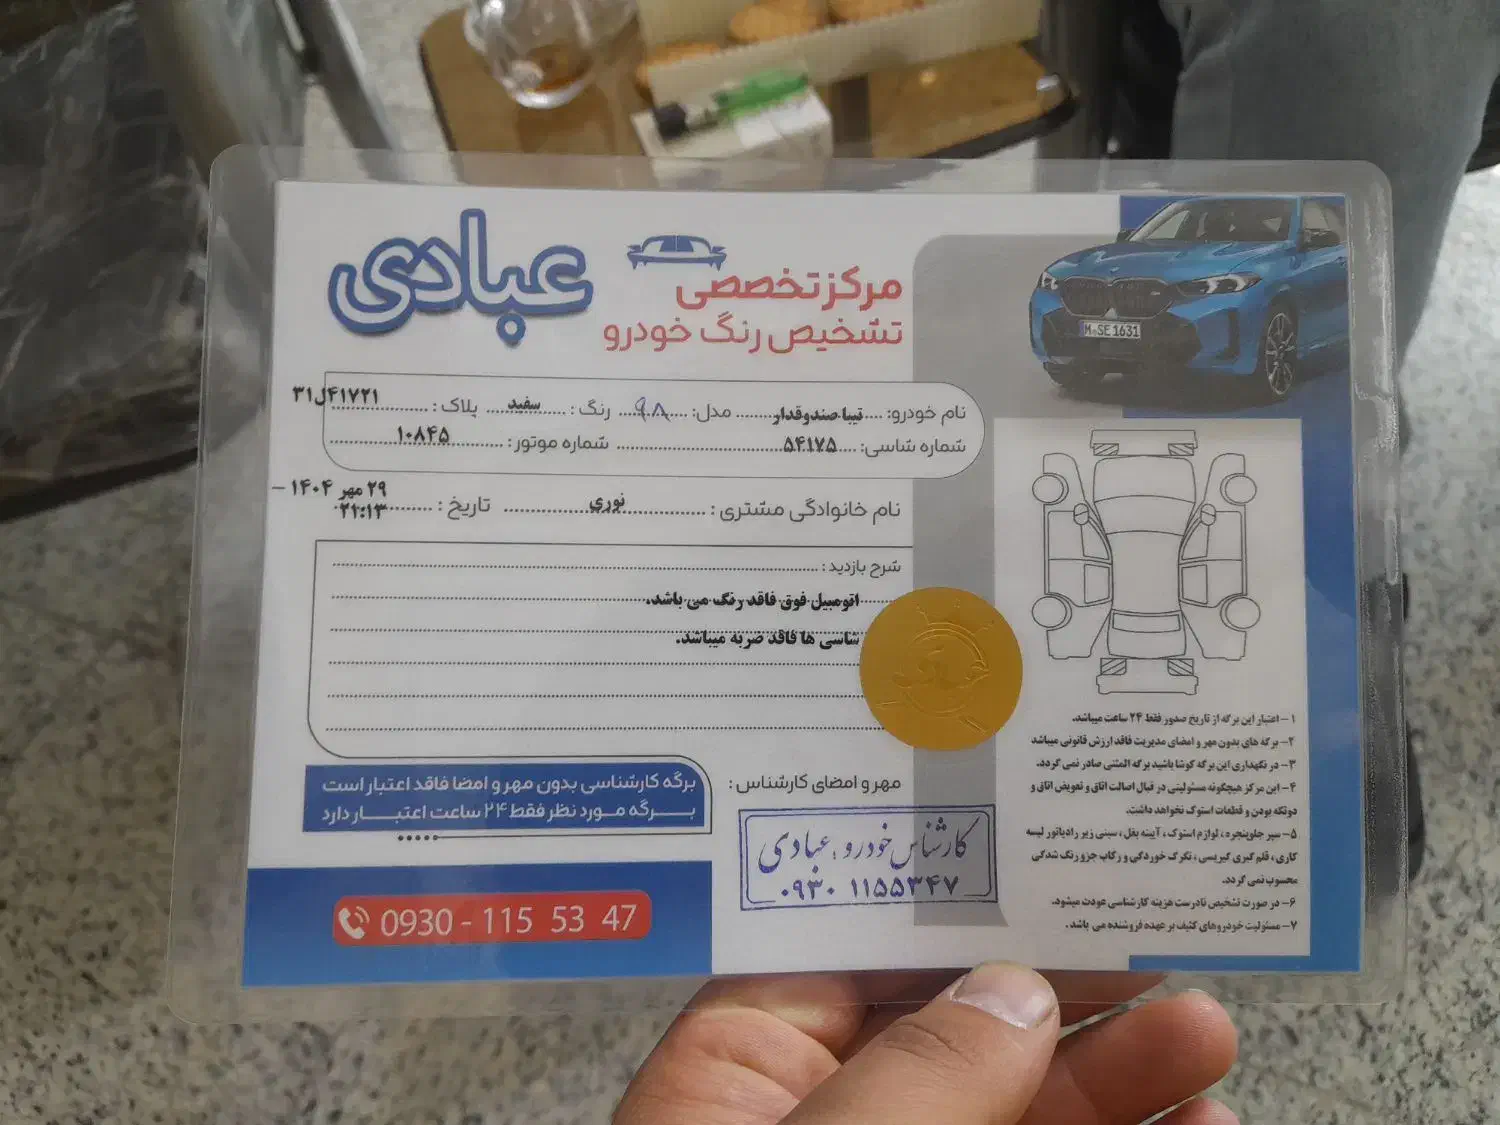 عبادی
مرکز تخصصی
تشخیص رنگ خودرو
M SE 1631
نام خودرو: تیبا صندوقدار مدل: ۹۸ رنگ: سفید پلاک: ۳۱ل۴۱۷۲۱
شماره شاسی: ۵۴۱۷۵ شماره موتور: ۱۰۸۴۵
نام خانوادگی مشتری: نوری تاریخ: ۲۹ مهر ۱۴۰۴ -
۲۱:۱۳
شرح بازدید:
اتومبیل فوق فاقد رنگ می باشد.
شاسی ها فاقد ضربه میباشد.
مهر و امضای کارشناس:
کارشناس خودرو عبادی
۰۹۳۰ ۱۱۵۵۳۴۷
برگه کارشناسی بدون مهر و امضا فاقد اعتبار است
برگه مورد نظر فقط ۲۴ ساعت اعتبار دارد
0930 - 115 53 47
۱- اعتبار این برگه از تاریخ صدور فقط ۲۴ ساعت میباشد.
۲- برگه های بدون مهر و امضای مدیریت فاقد ارزش قانونی میباشد
۳- در نگهداری این برگه کوشا باشید برگه المثنی صادر نمی گردد.
۴- این مرکز هیچگونه مسئولیتی در قبال اصالت اتاق و تعویض اتاق و
دوتکه بودن و قطعات استوک نخواهد داشت.
۵- سپر جلوپنجره ، لوازم استوک ، آیینه بغل ، سینی زیر رادیاتور لیسه
کاری ، قلم گیری گیریسی ، تگرگ خوردگی و رکاب جزو رنگ شدگی
محسوب نمی گردد.
۶- در صورت تشخیص نادرست هزینه کارشناسی عودت میشود.
۷- مسئولیت خودروهای کثیف بر عهده فروشنده می باشد.